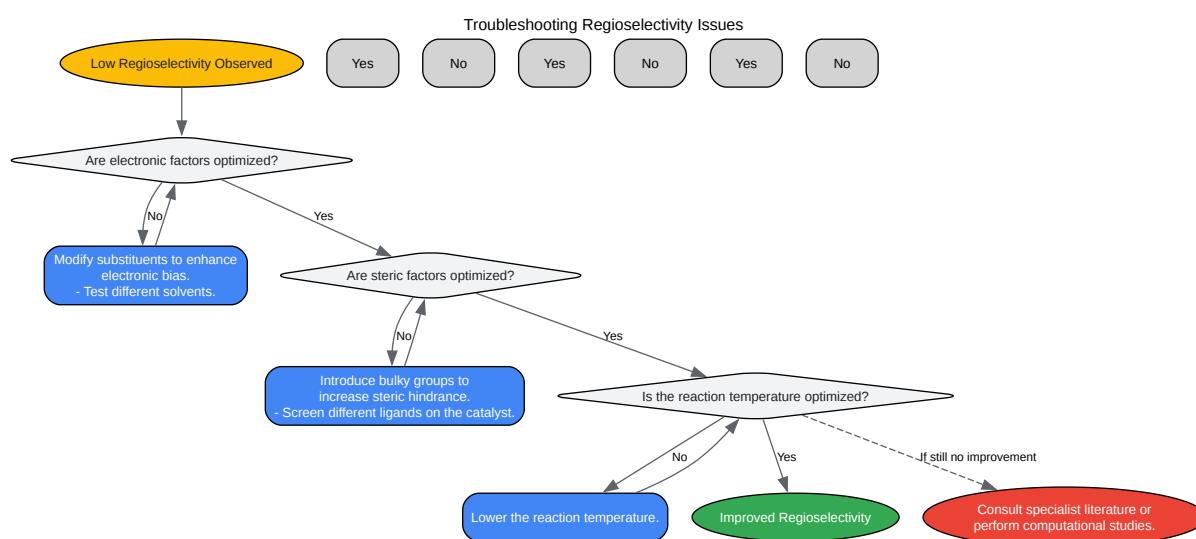 Troubleshooting Regioselectivity Issues
Low Regioselectivity Observed
Yes
No
Yes
No
Yes
No
Are electronic factors optimized?
No
Yes
Modify substituents to enhance
electronic bias.
- Test different solvents.
Are steric factors optimized?
No
Yes
Introduce bulky groups to
increase steric hindrance.
- Screen different ligands on the catalyst.
Is the reaction temperature optimized?
No
Yes
If still no improvement
Lower the reaction temperature.
Improved Regioselectivity
Consult specialist literature or
perform computational studies.